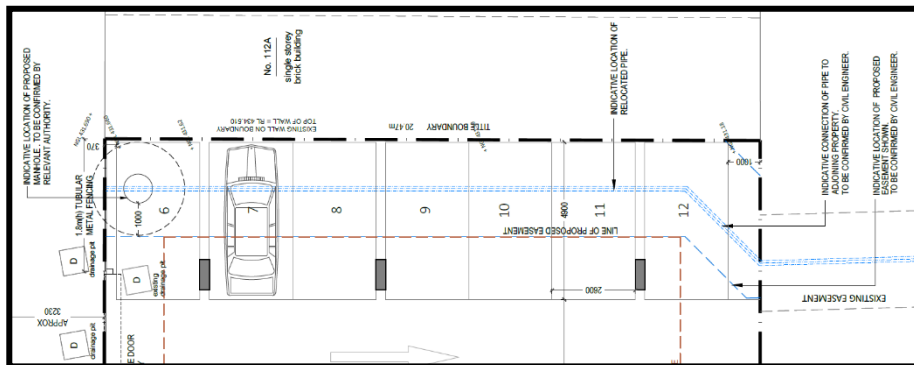 INDICATIVE LOCATION OF PROPOSED
MANHOLE , TO BE CONFIRMED BY
RELEVANT AUTHORITY.
1.8m(h) TUBULAR
METAL FENCING
370
1000
D
drainage pit
D
existing
drainage pit
D
drainage pit
3230
APPROX
E DOOR
No. 112A
single storey
brick building
EXISTING WALL ON BOUNDARY
TOP OF WALL = RL 434.510
20.47m
TITLE BOUNDARY
INDICATIVE LOCATION OF
RELOCATED PIPE.
6
7
8
9
10
11
12
4900
2600
1000
LINE OF PROPOSED EASEMENT
INDICATIVE CONNECTION OF PIPE TO
ADJOINING PROPERTY.
TO BE CONFIRMED BY CIVIL ENGINEER.
INDICATIVE LOCATION OF PROPOSED
EASEMENT SHOWN.
TO BE CONFIRMED BY CIVIL ENGINEER.
EXISTING EASEMENT